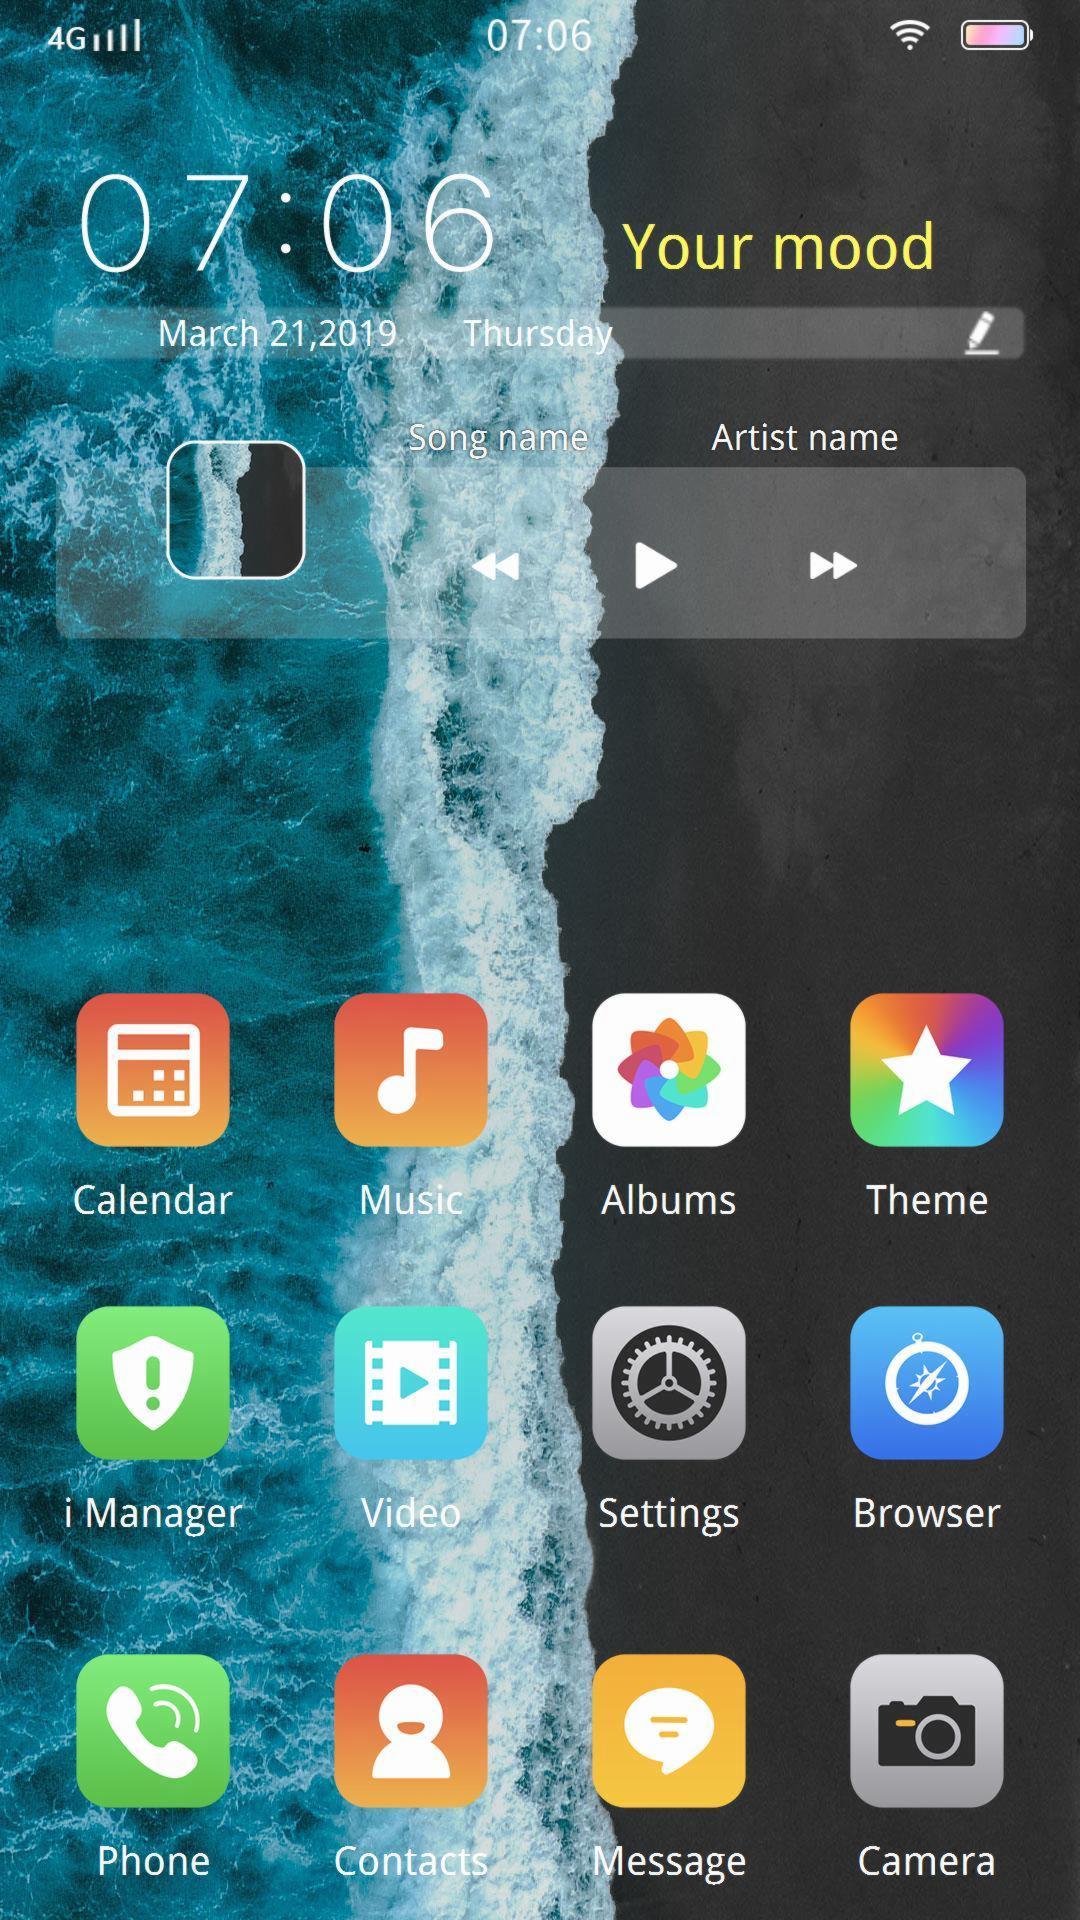 4G 07:06
07:06
Your mood
March 21,2019 Thursday
Song name Artist name
Calendar Music Albums Theme
i Manager Video Settings Browser
Phone Contacts Message Camera